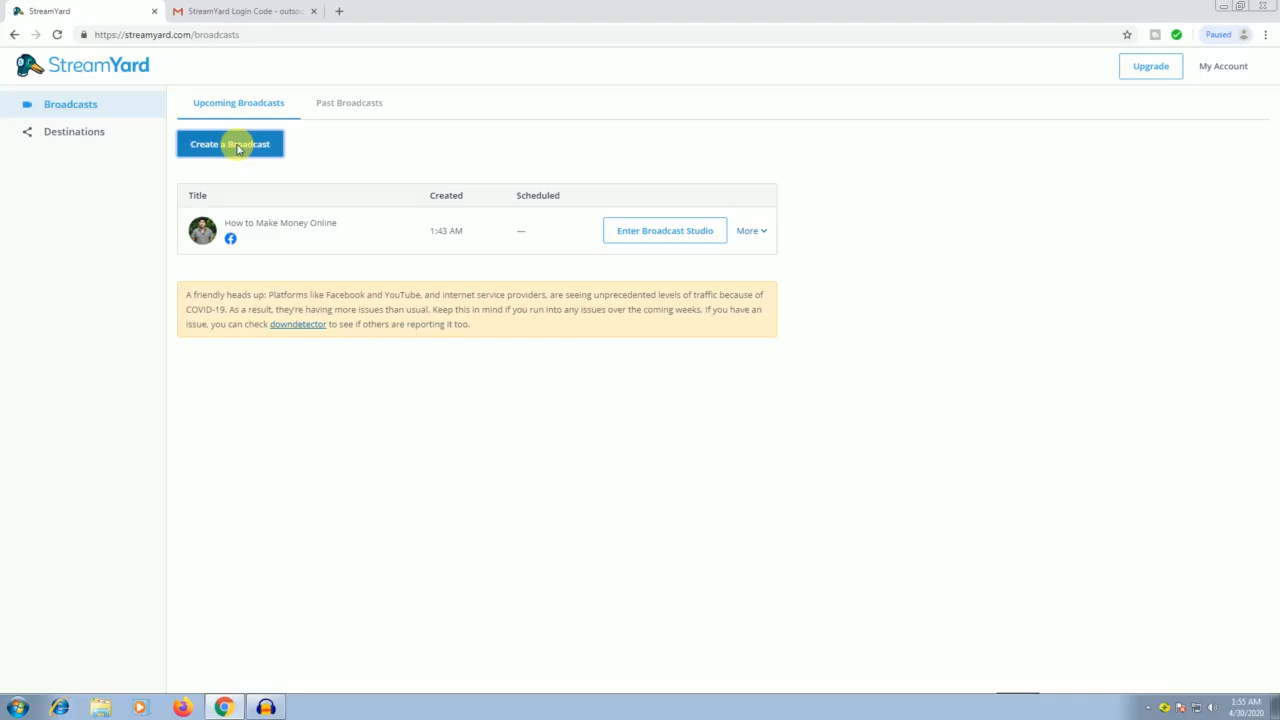 StreamYard
StreamYard Login Code - outsou
https://streamyard.com/broadcasts
Paused
StreamYard
Upgrade
My Account
Broadcasts
Destinations
Upcoming Broadcasts
Past Broadcasts
Create a Broadcast
Title
Created
Scheduled
How to Make Money Online
1:43 AM
—
Enter Broadcast Studio
More
A friendly heads up: Platforms like Facebook and YouTube, and internet service providers, are seeing unprecedented levels of traffic because of
COVID-19. As a result, they're having more issues than usual. Keep this in mind if you run into any issues over the coming weeks. If you have an
issue, you can check downdetector to see if others are reporting it too.
1:55 AM
4/30/2020